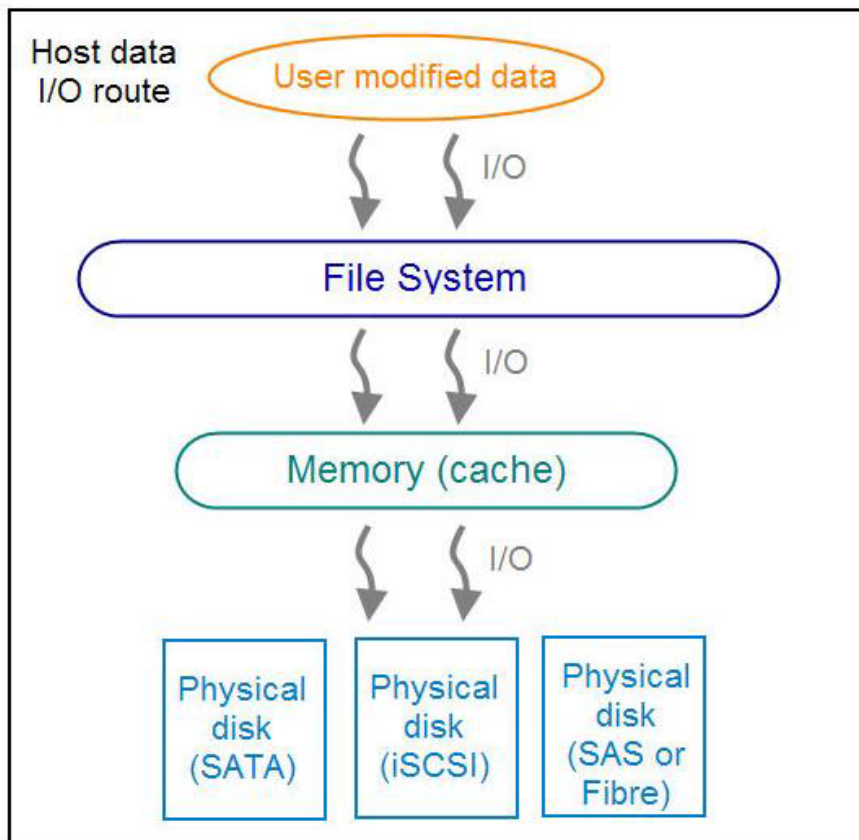 Host data
I/O route
User modified data
I/O
File System
I/O
Memory (cache)
I/O
Physical
disk
(SATA)
Physical
disk
(iSCSI)
Physical
disk
(SAS or
Fibre)